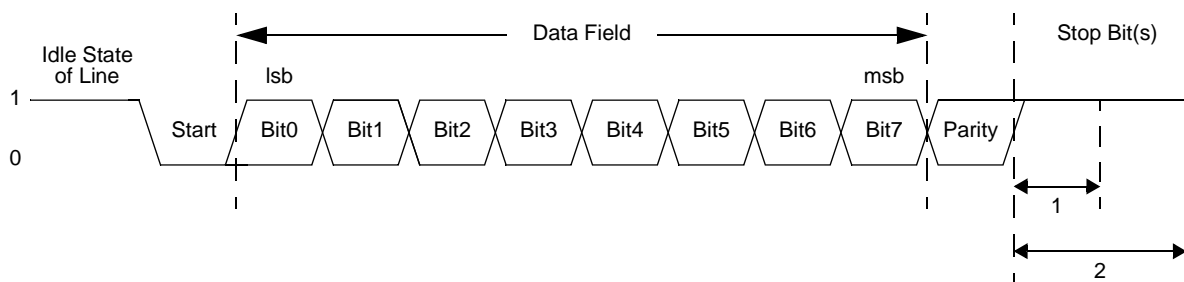 Data Field
Stop Bit(s)
Idle State
of Line
lsb
msb
1
Start
Bit0
Bit1
Bit2
Bit3
Bit4
Bit5
Bit6
Bit7
Parity
0
1
2